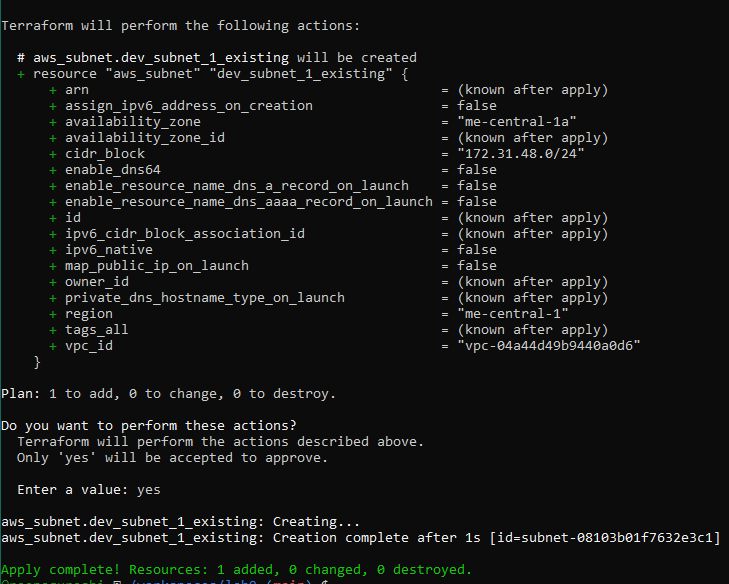 Terraform will perform the following actions:
# aws_subnet.dev_subnet_1_existing will be created
+ resource "aws_subnet" "dev_subnet_1_existing" {
+ arn = (known after apply)
+ assign_ipv6_address_on_creation = false
+ availability_zone = "me-central-1a"
+ availability_zone_id = (known after apply)
+ cidr_block = "172.31.48.0/24"
+ enable_dns64 = false
+ enable_resource_name_dns_a_record_on_launch = false
+ enable_resource_name_dns_aaaa_record_on_launch = false
+ id = (known after apply)
+ ipv6_cidr_block_association_id = (known after apply)
+ ipv6_native = false
+ map_public_ip_on_launch = false
+ owner_id = (known after apply)
+ private_dns_hostname_type_on_launch = (known after apply)
+ region = "me-central-1"
+ tags_all = (known after apply)
+ vpc_id = "vpc-04a44d49b9440a0d6"
}
Plan: 1 to add, 0 to change, 0 to destroy.
Do you want to perform these actions?
Terraform will perform the actions described above.
Only 'yes' will be accepted to approve.
Enter a value: yes
aws_subnet.dev_subnet_1_existing: Creating...
aws_subnet.dev_subnet_1_existing: Creation complete after 1s [id=subnet-08103b01f7632e3c1]
Apply complete! Resources: 1 added, 0 changed, 0 destroyed.